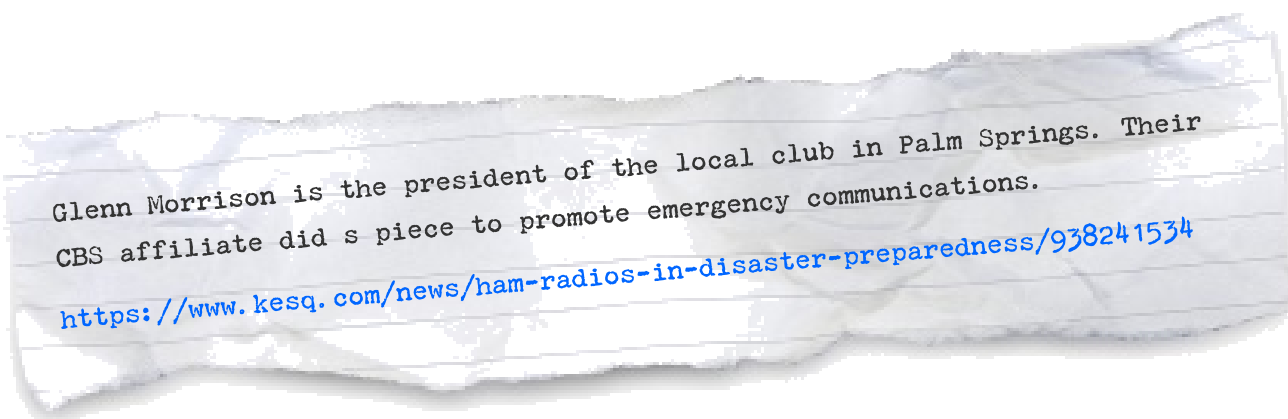 Glenn Morrison is the president of the local club in Palm Springs. Their
CBS affiliate did s piece to promote emergency communications.
https://www.kesq.com/news/ham-radios-in-disaster-preparedness/938241534